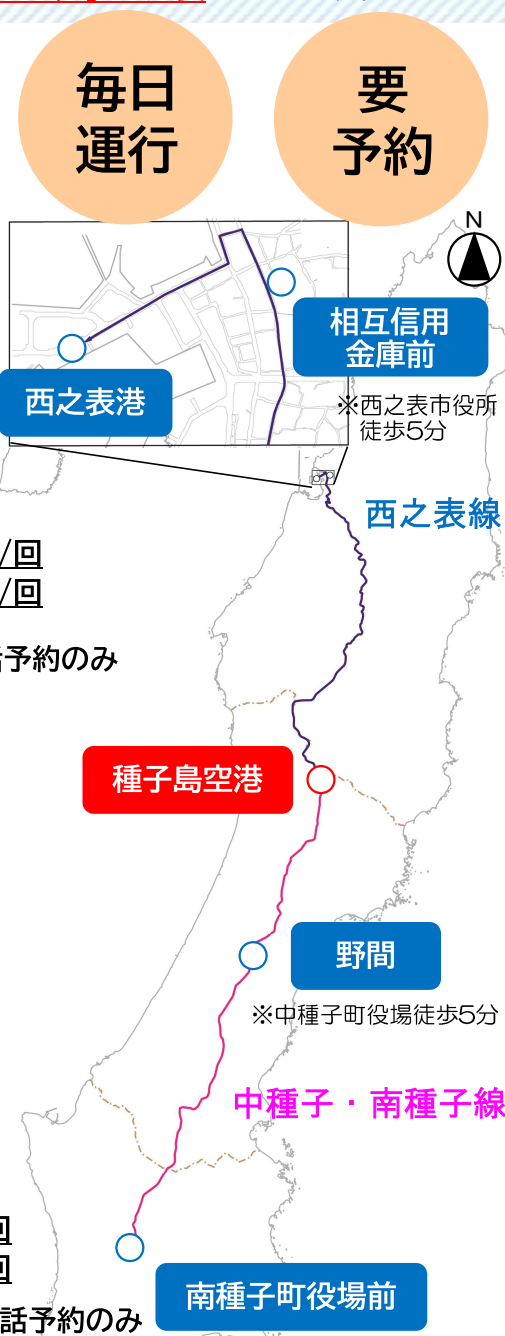 毎日
運行
要
予約
N
相互信用
金庫前
西之表港
※西之表市役所
徒歩5分
西之表線
/回
/回
予約のみ
種子島空港
野間
※中種子町役場徒歩5分
中種子・南種子線
回
回
話予約のみ
南種子町役場前